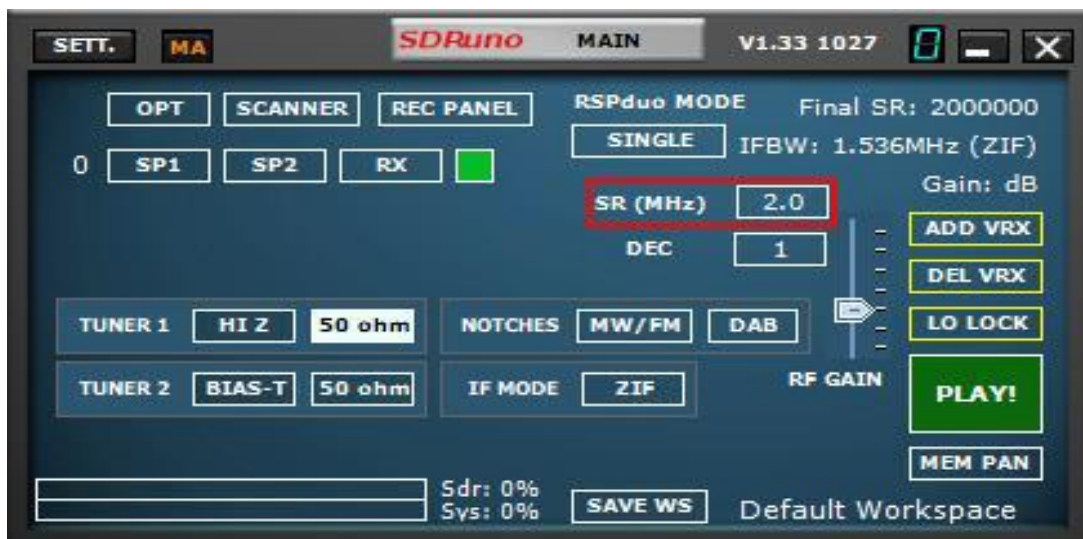 SETT. MA SDRuno MAIN V1.33 1027 0
OPT SCANNER REC PANEL RSPduo MODE Final SR: 2000000
SINGLE IFBW: 1.536MHz (ZIF)
0 SP1 SP2 RX
Gain: dB
SR (MHz) 2.0
ADD VRX
DEC 1
DEL VRX
TUNER 1 HI Z 50 ohm NOTCHES MW/FM DAB LO LOCK
TUNER 2 BIAS-T 50 ohm IF MODE ZIF RF GAIN PLAY!
MEM PAN
Sdr: 0%
Sys: 0% SAVE WS Default Workspace